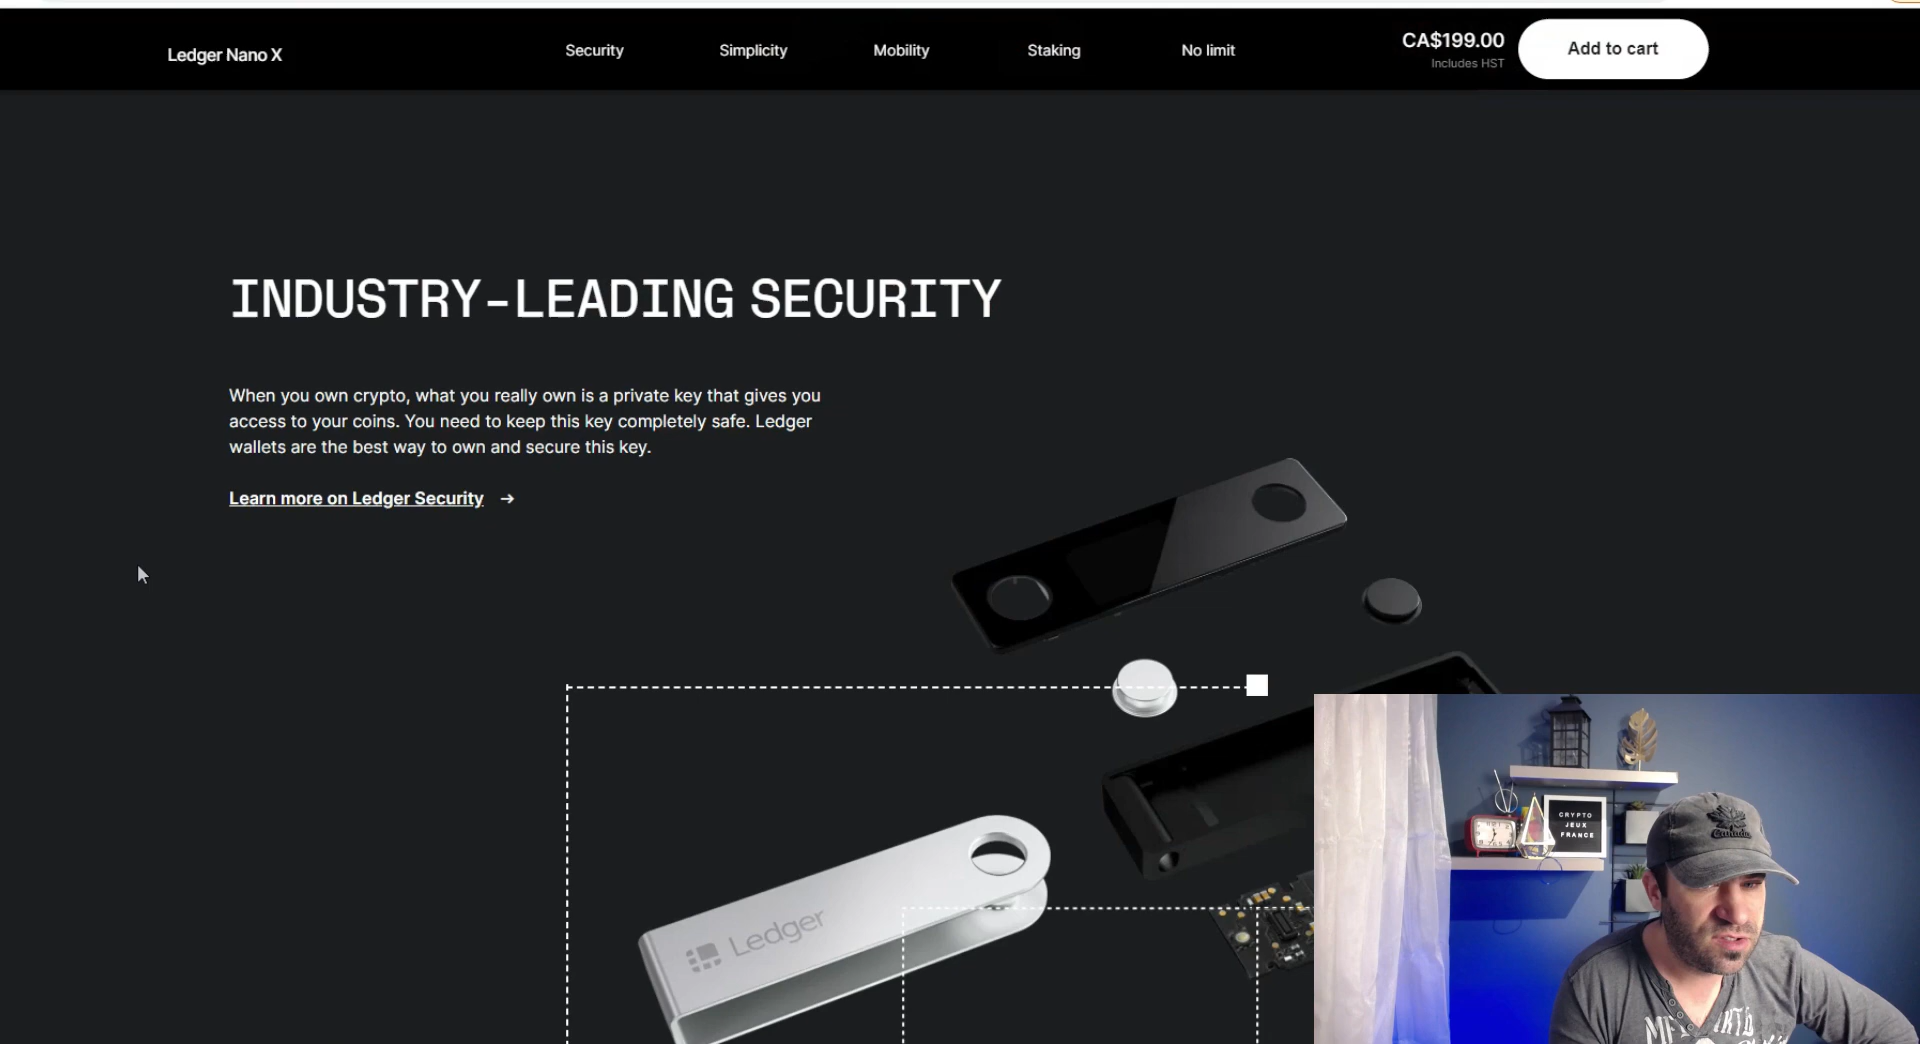 Ledger Nano X
Security
Simplicity
Mobility
Staking
No limit
CA$199.00
Includes HST
Add to cart
INDUSTRY-LEADING SECURITY
When you own crypto, what you really own is a private key that gives you
access to your coins. You need to keep this key completely safe. Ledger
wallets are the best way to own and secure this key.
Learn more on Ledger Security →
Ledger
CRYPTO
JEUX
FRANCE
Canada